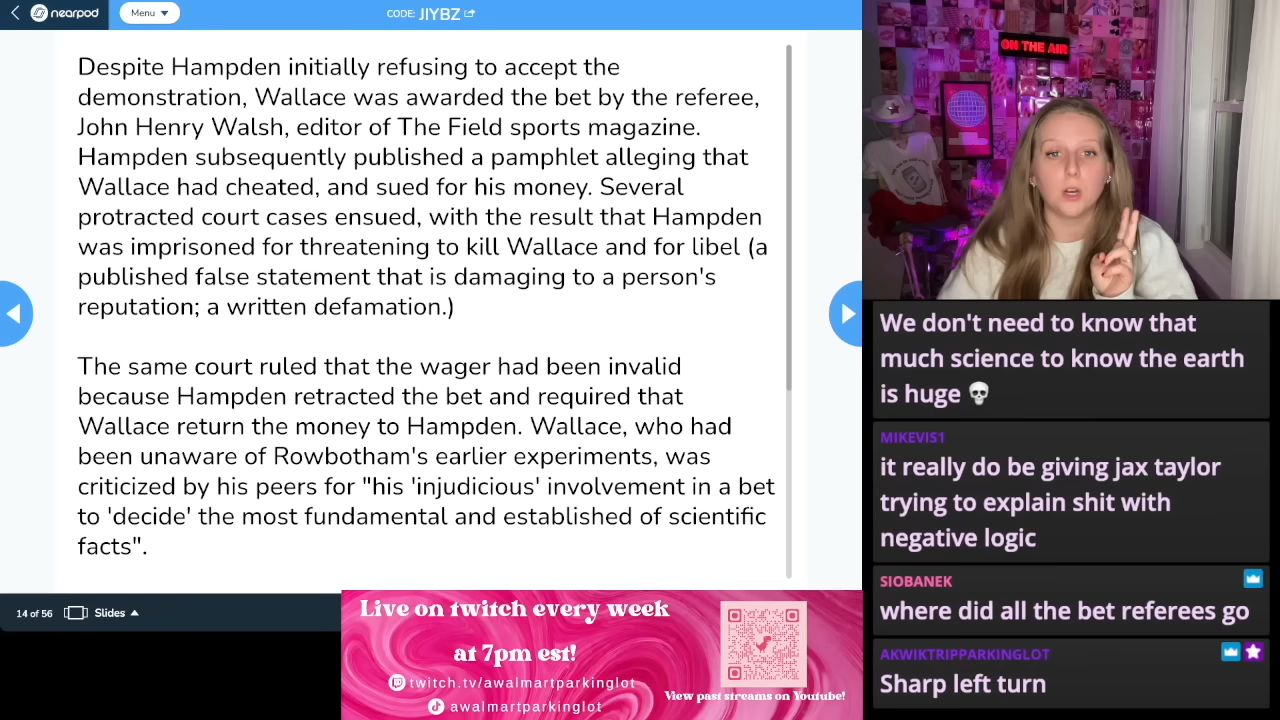 nearpod
Menu
CODE: JIYBZ
Despite Hampden initially refusing to accept the
demonstration, Wallace was awarded the bet by the referee,
John Henry Walsh, editor of The Field sports magazine.
Hampden subsequently published a pamphlet alleging that
Wallace had cheated, and sued for his money. Several
protracted court cases ensued, with the result that Hampden
was imprisoned for threatening to kill Wallace and for libel (a
published false statement that is damaging to a person's
reputation; a written defamation.)
The same court ruled that the wager had been invalid
because Hampden retracted the bet and required that
Wallace return the money to Hampden. Wallace, who had
been unaware of Rowbotham's earlier experiments, was
criticized by his peers for "his 'injudicious' involvement in a bet
to 'decide' the most fundamental and established of scientific
facts".
14 of 56
Slides
Live on twitch every week
at 7pm est!
twitch.tv/awalmartparkinglot
awalmartparkinglot
View past streams on Youtube!
ON THE AIR
We don't need to know that
much science to know the earth
is huge 💀
MIKEVIS1
it really do be giving jax taylor
trying to explain shit with
negative logic
SIOBANEK
where did all the bet referees go
AKWIKTRIPPARKINGLOT
Sharp left turn